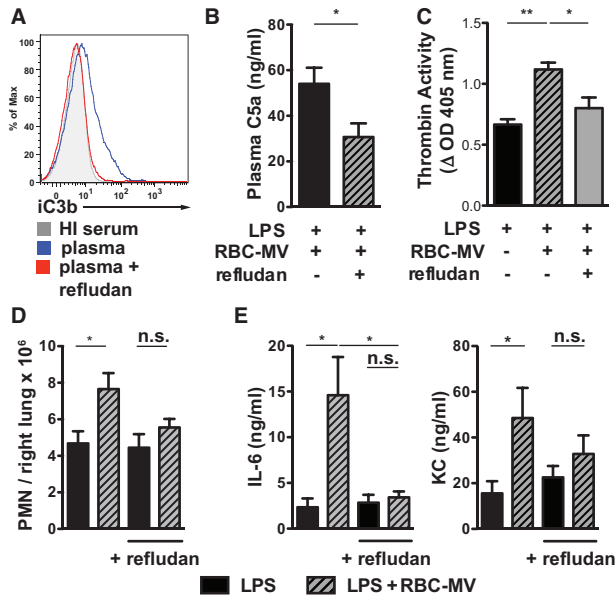 A
% of Max
100
80
60
40
20
0
0 10¹ 10² 10³
iC3b
HI serum
plasma
plasma +
refludan
B
Plasma C5a (ng/ml)
80
60
40
20
0
*
LPS + +
RBC-MV + +
refludan - +
C
Thrombin Activity
(Δ OD 405 nm)
1.5
1.0
0.5
0.0
** *
LPS + + +
RBC-MV - + +
refludan - - +
D
PMN / right lung x 10⁶
10
8
6
4
2
0
* n.s.
+ refludan
E
IL-6 (ng/ml)
20
15
10
5
0
* *
n.s.
+ refludan
KC (ng/ml)
80
60
40
20
0
* n.s.
+ refludan
LPS LPS + RBC-MV